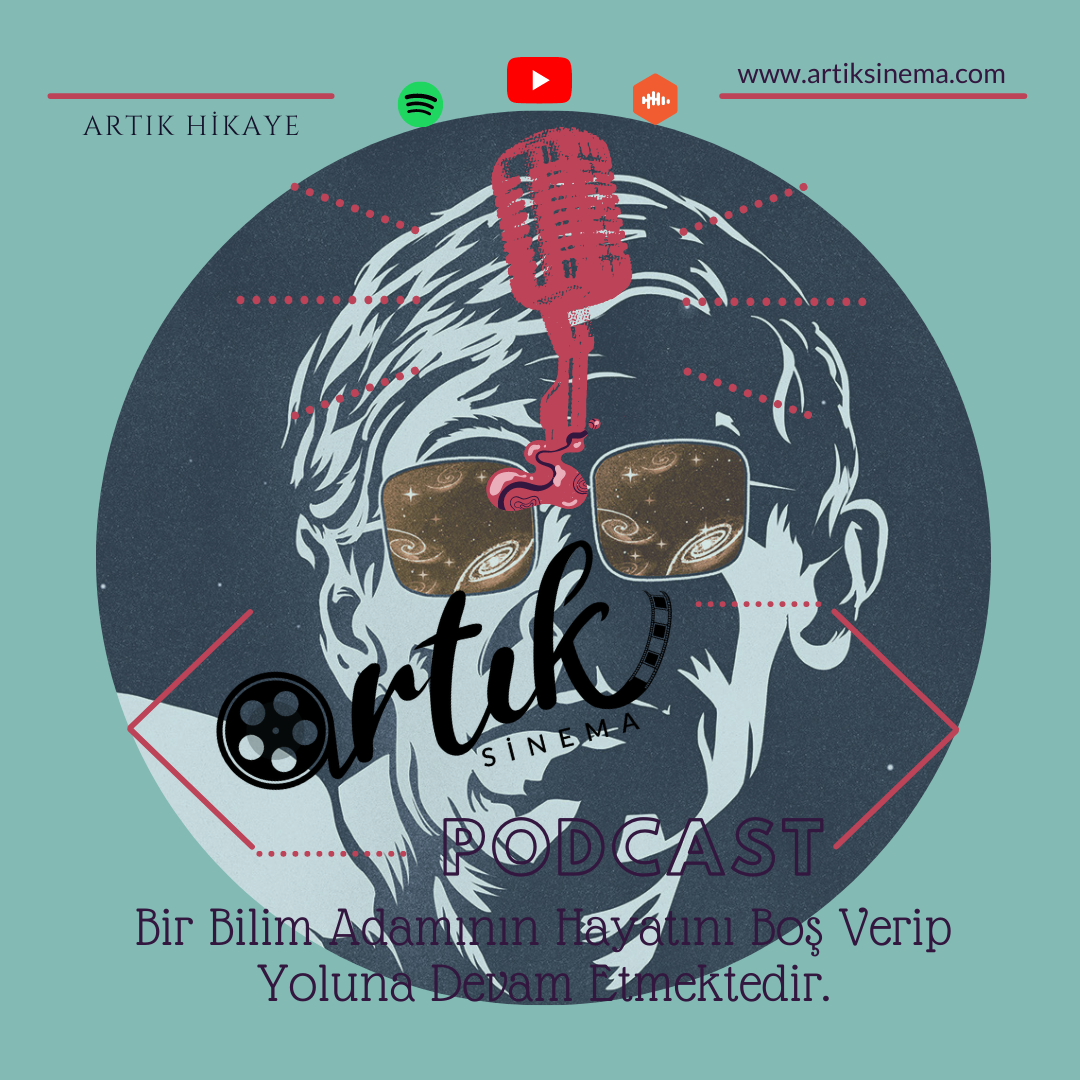 www.artiksinema.com
ARTIK HİKAYE
artık
SİNEMA
PODCAST
Bir Bilim Adamının Hayatını Boş Verip
Yoluna Devam Etmektedir.